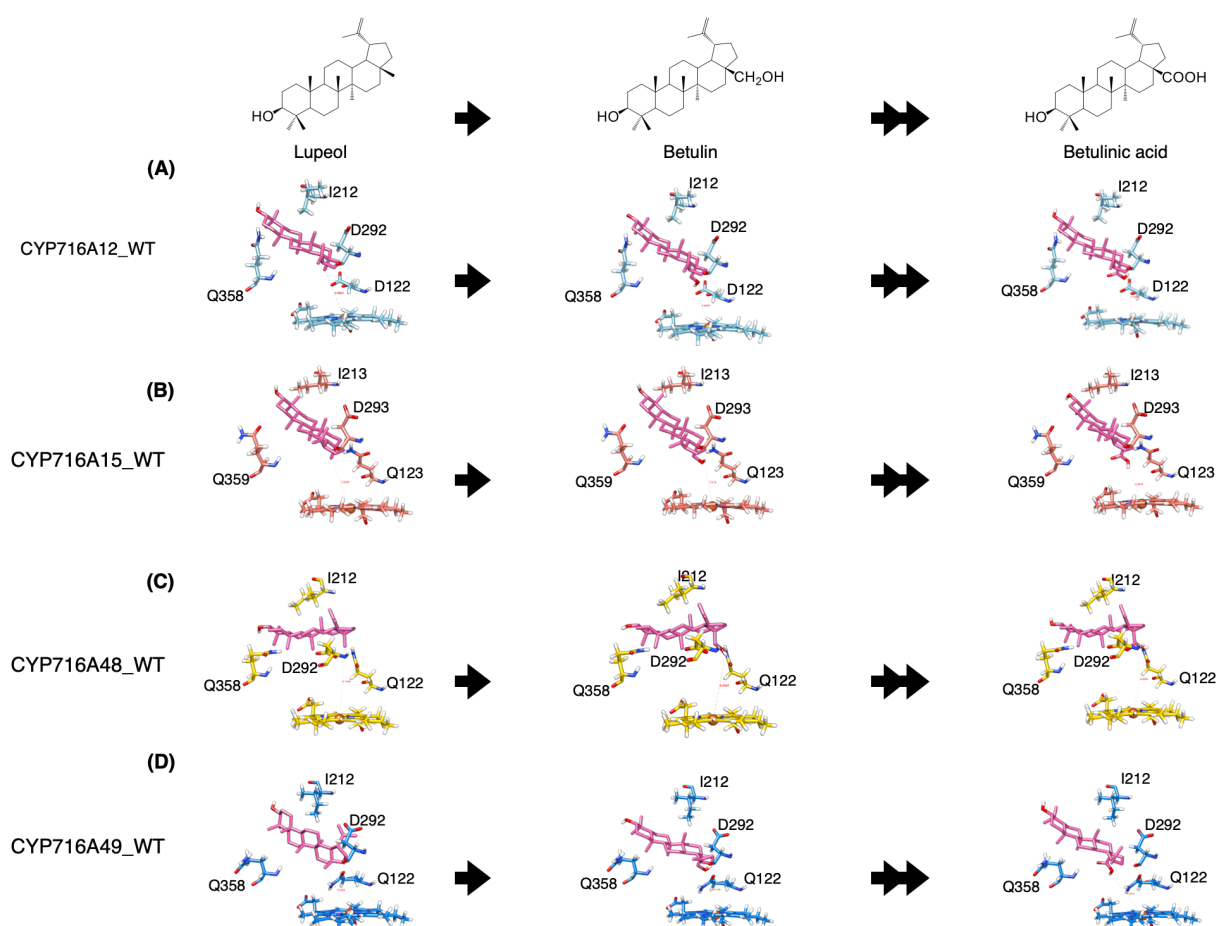 HO
HO
CH2OH
HO
COOH
Lupeol
Betulin
Betulinic acid
(A)
CYP716A12_WT
I212
D292
D122
Q358
I212
D292
D122
Q358
I212
D292
D122
Q358
(B)
CYP716A15_WT
I213
D293
Q123
Q359
I213
D293
Q123
Q359
I213
D293
Q123
Q359
(C)
CYP716A48_WT
I212
D292
Q122
Q358
I212
D292
Q122
Q358
I212
D292
Q122
Q358
(D)
CYP716A49_WT
I212
D292
Q122
Q358
I212
D292
Q122
Q358
I212
D292
Q122
Q358